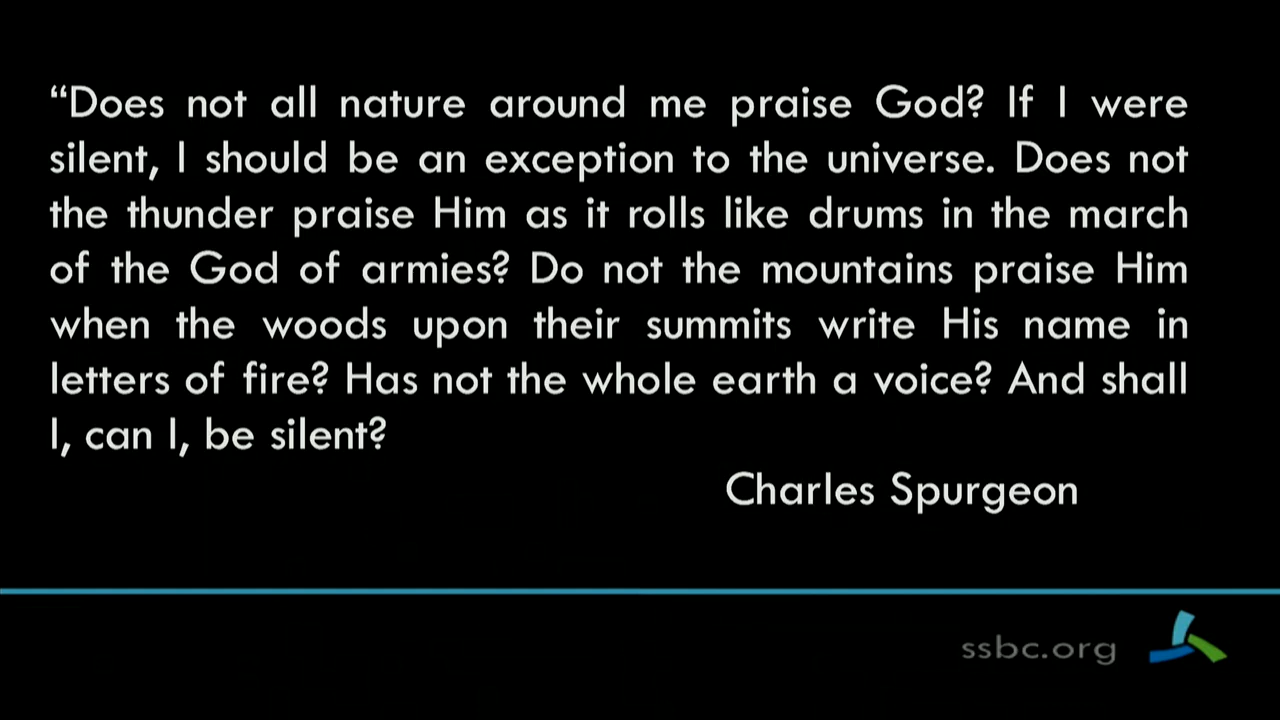 “Does not all nature around me praise God? If I were
silent, I should be an exception to the universe. Does not
the thunder praise Him as it rolls like drums in the march
of the God of armies? Do not the mountains praise Him
when the woods upon their summits write His name in
letters of fire? Has not the whole earth a voice? And shall
I, can I, be silent?
Charles Spurgeon
ssbc.org